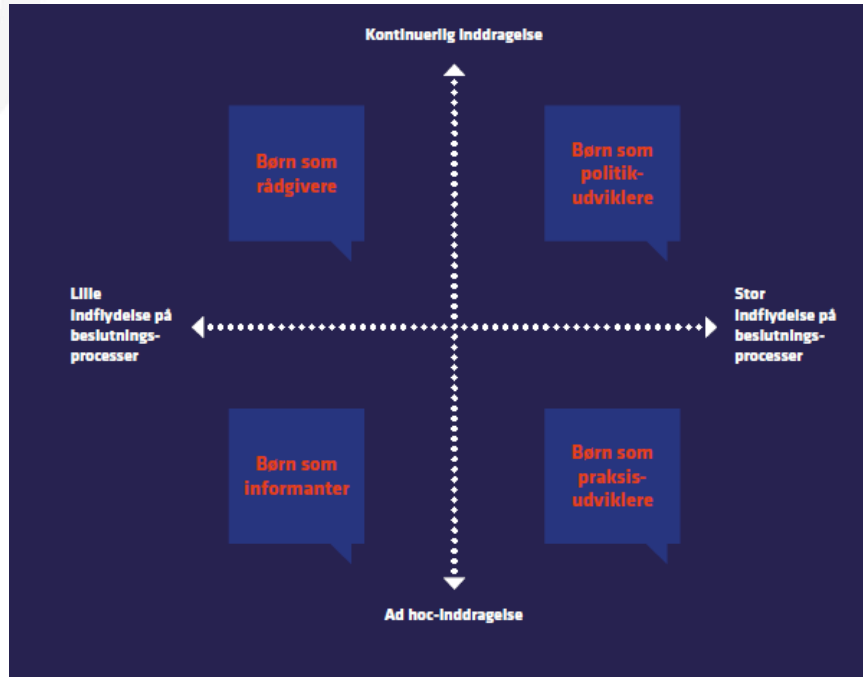 Kontinuerlig inddragelse
Børn som
rådgivere
Børn som
politik-
udviklere
Lille
indflydelse på
beslutnings-
processer
Stor
indflydelse på
beslutnings-
processer
Børn som
informanter
Børn som
praksis-
udviklere
Ad hoc-inddragelse